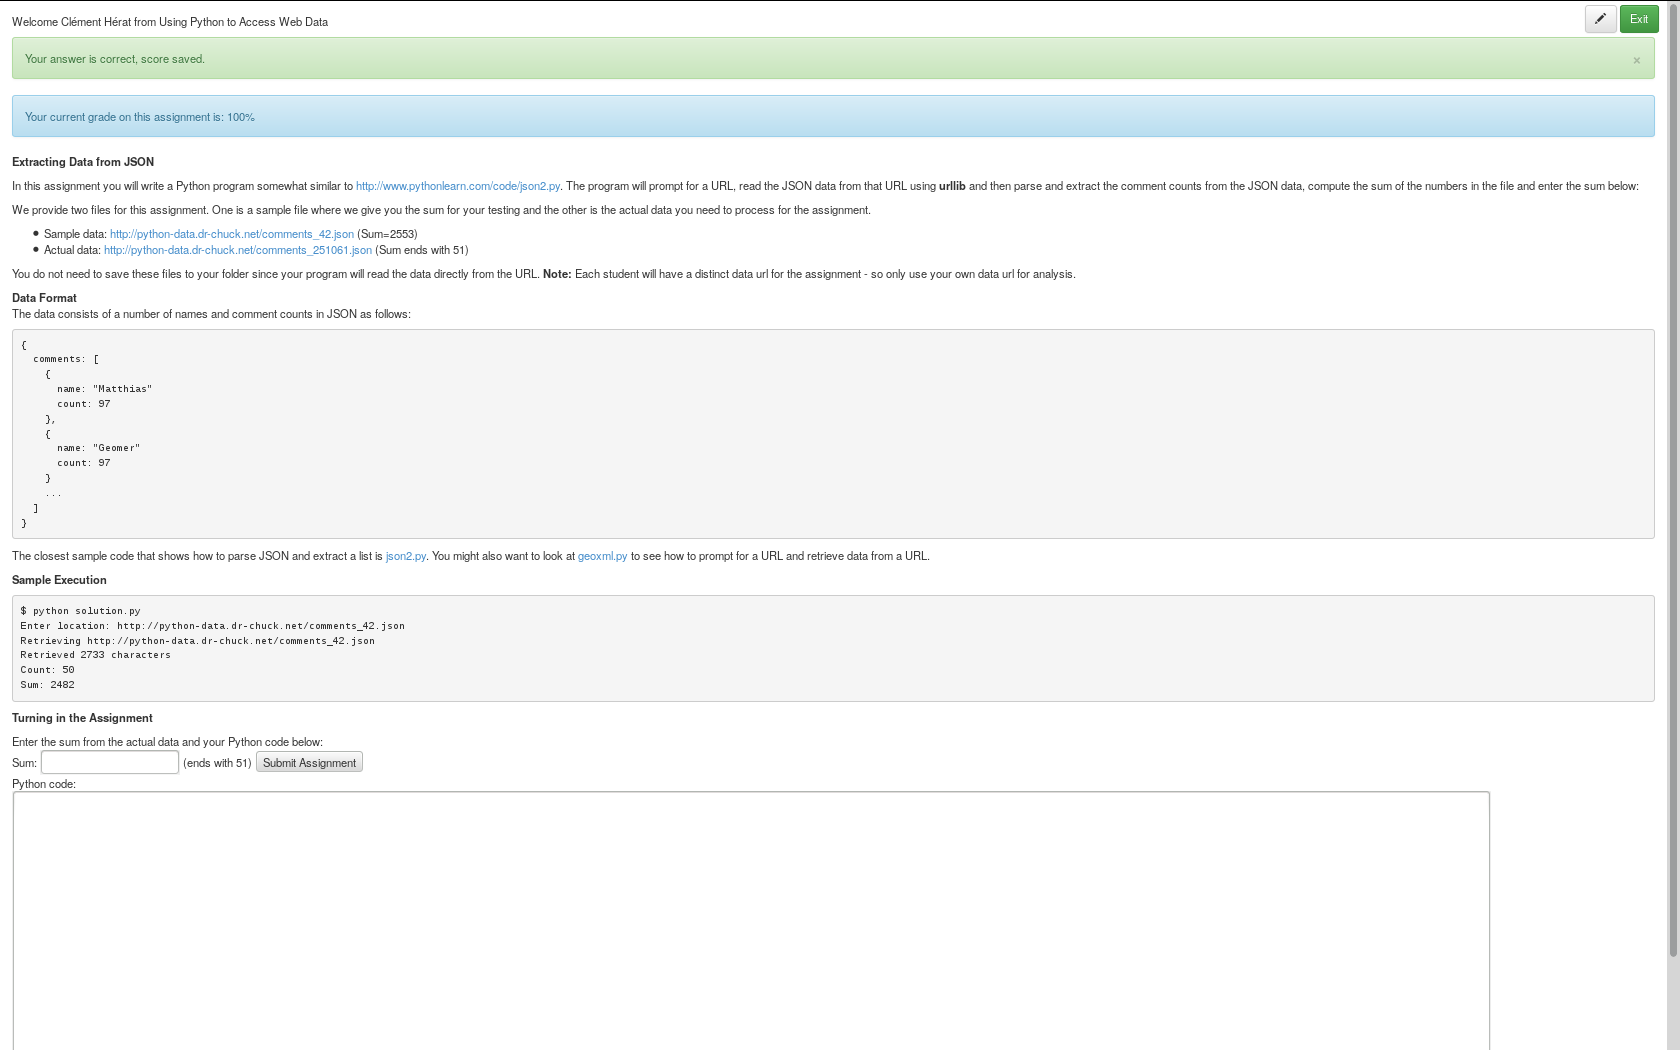 Welcome Clément Hérat from Using Python to Access Web Data
Exit
Your answer is correct, score saved.
×
Your current grade on this assignment is: 100%
Extracting Data from JSON
In this assignment you will write a Python program somewhat similar to http://www.pythonlearn.com/code/json2.py. The program will prompt for a URL, read the JSON data from that URL using urllib and then parse and extract the comment counts from the JSON data, compute the sum of the numbers in the file and enter the sum below:
We provide two files for this assignment. One is a sample file where we give you the sum for your testing and the other is the actual data you need to process for the assignment.
• Sample data: http://python-data.dr-chuck.net/comments_42.json (Sum=2553)
• Actual data: http://python-data.dr-chuck.net/comments_251061.json (Sum ends with 51)
You do not need to save these files to your folder since your program will read the data directly from the URL. Note: Each student will have a distinct data url for the assignment - so only use your own data url for analysis.
Data Format
The data consists of a number of names and comment counts in JSON as follows:
{
  comments: [
    {
      name: "Matthias"
      count: 97
    },
    {
      name: "Geomer"
      count: 97
    }
    ...
  ]
}
The closest sample code that shows how to parse JSON and extract a list is json2.py. You might also want to look at geoxml.py to see how to prompt for a URL and retrieve data from a URL.
Sample Execution
$ python solution.py
Enter location: http://python-data.dr-chuck.net/comments_42.json
Retrieving http://python-data.dr-chuck.net/comments_42.json
Retrieved 2733 characters
Count: 50
Sum: 2482
Turning in the Assignment
Enter the sum from the actual data and your Python code below:
Sum: (ends with 51) Submit Assignment
Python code: